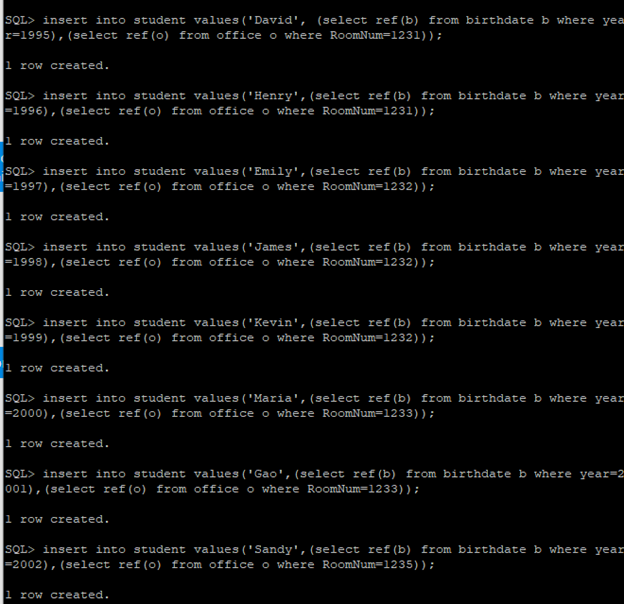 SQL> insert into student values('David', (select ref(b) from birthdate b where yea
r=1995),(select ref(o) from office o where RoomNum=1231));
1 row created.
SQL> insert into student values('Henry',(select ref(b) from birthdate b where year
=1996),(select ref(o) from office o where RoomNum=1231));
1 row created.
SQL> insert into student values('Emily',(select ref(b) from birthdate b where year
=1997),(select ref(o) from office o where RoomNum=1232));
1 row created.
SQL> insert into student values('James',(select ref(b) from birthdate b where year
=1998),(select ref(o) from office o where RoomNum=1232));
1 row created.
SQL> insert into student values('Kevin',(select ref(b) from birthdate b where year
=1999),(select ref(o) from office o where RoomNum=1232));
1 row created.
SQL> insert into student values('Maria',(select ref(b) from birthdate b where year
=2000),(select ref(o) from office o where RoomNum=1233));
1 row created.
SQL> insert into student values('Gao',(select ref(b) from birthdate b where year=2
001),(select ref(o) from office o where RoomNum=1233));
1 row created.
SQL> insert into student values('Sandy',(select ref(b) from birthdate b where year
=2002),(select ref(o) from office o where RoomNum=1235));
1 row created.